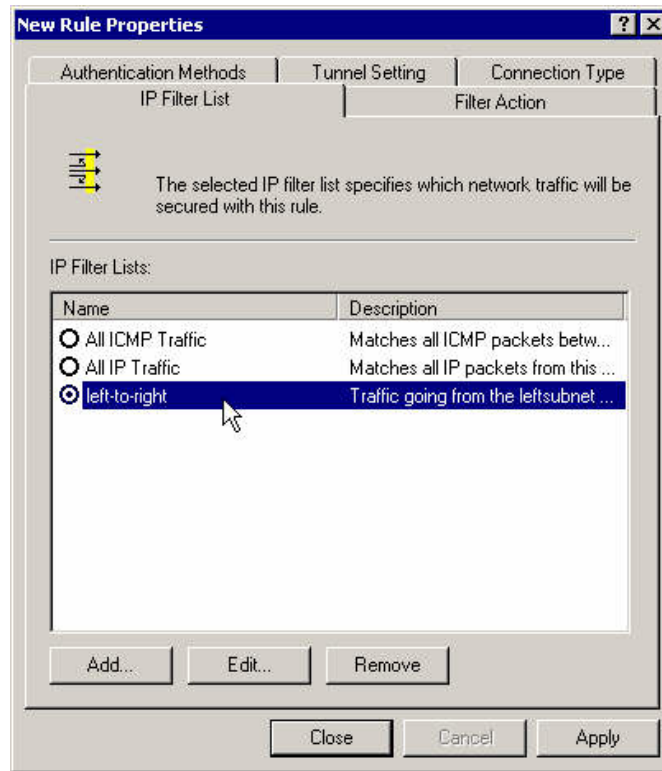 New Rule Properties
Authentication Methods Tunnel Setting Connection Type
IP Filter List Filter Action
The selected IP filter list specifies which network traffic will be
secured with this rule.
IP Filter Lists:
Name Description
All ICMP Traffic Matches all ICMP packets betw...
All IP Traffic Matches all IP packets from this ...
left-to-right Traffic going from the leftsubnet ...
Add... Edit... Remove
Close Cancel Apply